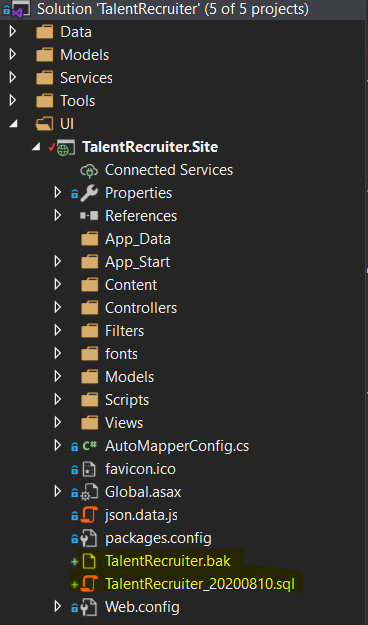 Solution 'TalentRecruiter' (5 of 5 projects)
Data
Models
Services
Tools
UI
TalentRecruiter.Site
Connected Services
Properties
References
App_Data
App_Start
Content
Controllers
Filters
fonts
Models
Scripts
Views
C# AutoMapperConfig.cs
favicon.ico
Global.asax
json.data.js
packages.config
TalentRecruiter.bak
TalentRecruiter_20200810.sql
Web.config